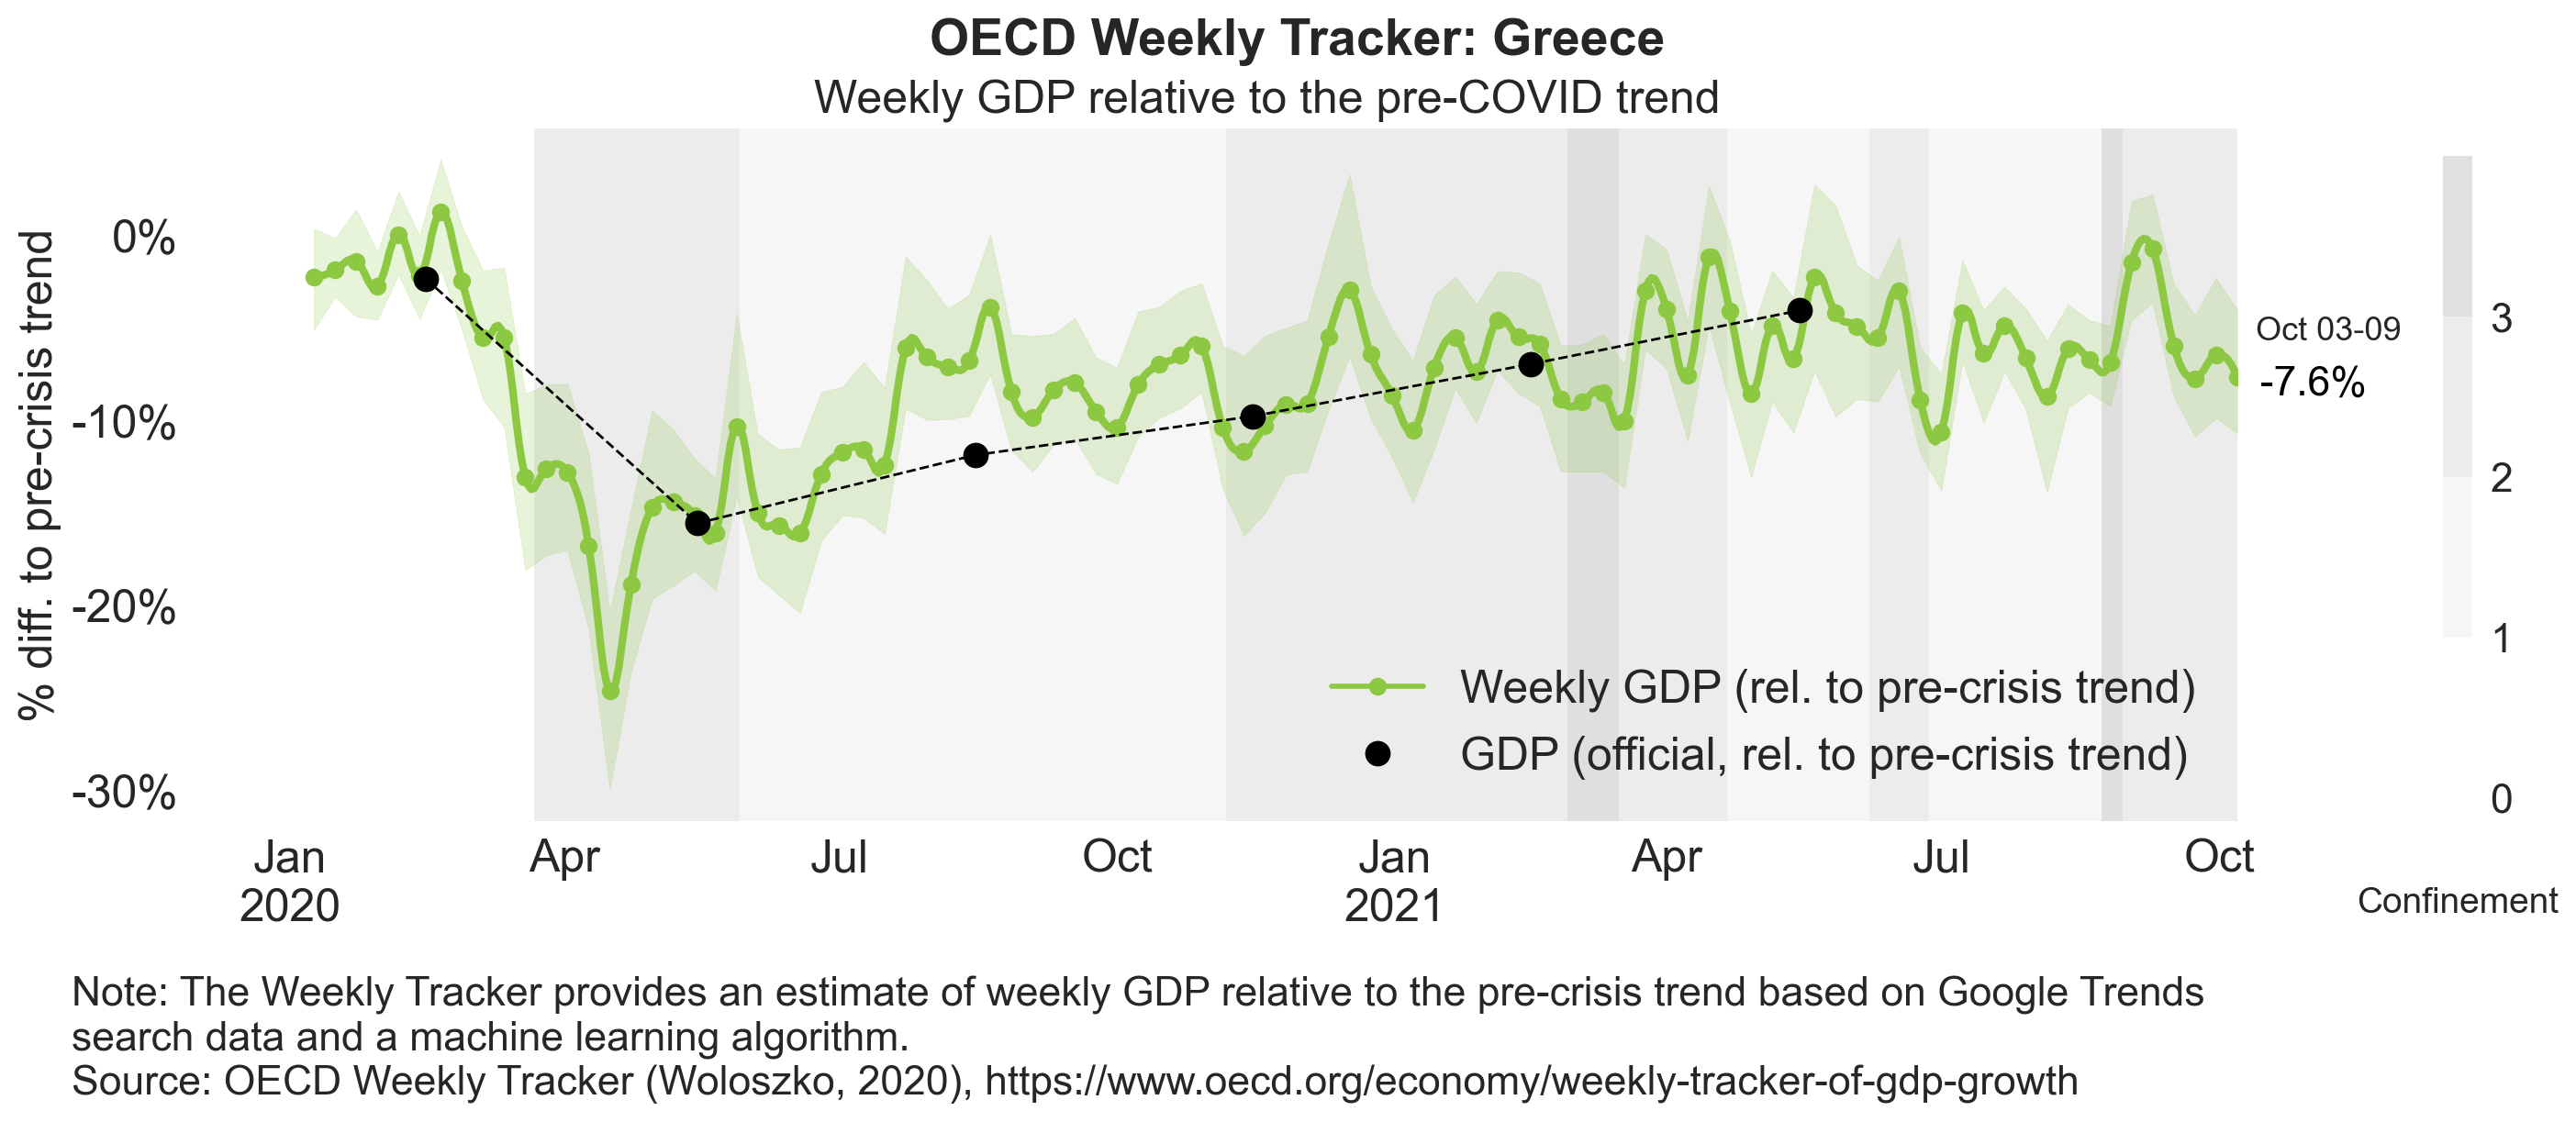 OECD Weekly Tracker: Greece
Weekly GDP relative to the pre-COVID trend
% diff. to pre-crisis trend
0%
-10%
-20%
-30%
Oct 03-09
-7.6%
3
2
1
0
Confinement
Weekly GDP (rel. to pre-crisis trend)
GDP (official, rel. to pre-crisis trend)
Jan Apr Jul Oct Jan Apr Jul Oct
2020 2021
Note: The Weekly Tracker provides an estimate of weekly GDP relative to the pre-crisis trend based on Google Trends
search data and a machine learning algorithm.
Source: OECD Weekly Tracker (Woloszko, 2020), https://www.oecd.org/economy/weekly-tracker-of-gdp-growth